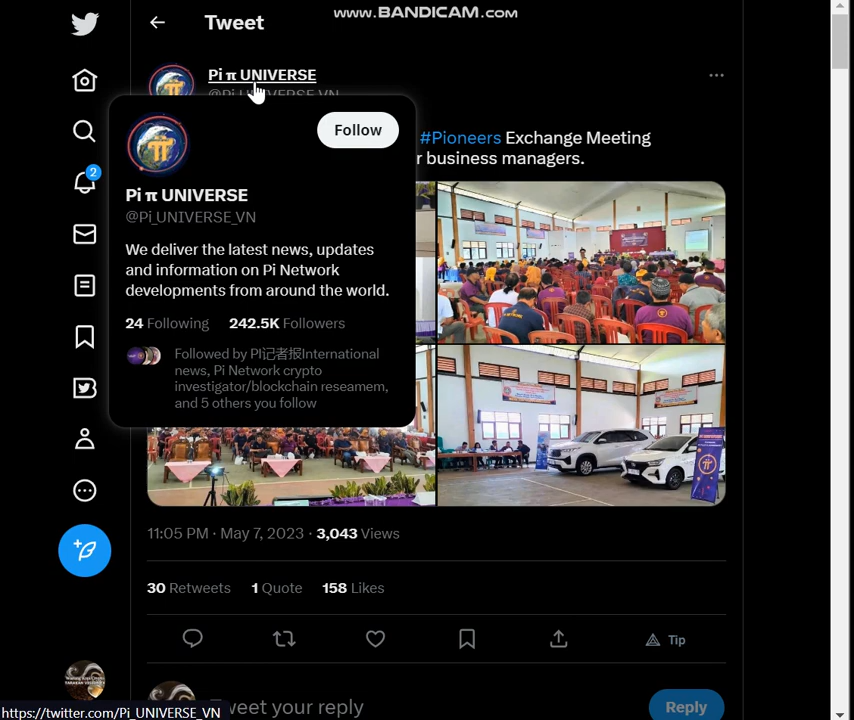 WWW.BANDICAM.COM
Tweet
Pi π UNIVERSE
#Pioneers Exchange Meeting
r business managers.
Follow
Pi π UNIVERSE
@Pi_UNIVERSE_VN
We deliver the latest news, updates
and information on Pi Network
developments from around the world.
24 Following 242.5K Followers
Followed by PI记者报International
news, Pi Network crypto
investigator/blockchain reseamem,
and 5 others you follow
2
11:05 PM · May 7, 2023 · 3,043 Views
30 Retweets 1 Quote 158 Likes
Tip
weet your reply
Reply
https://twitter.com/Pi_UNIVERSE_VN